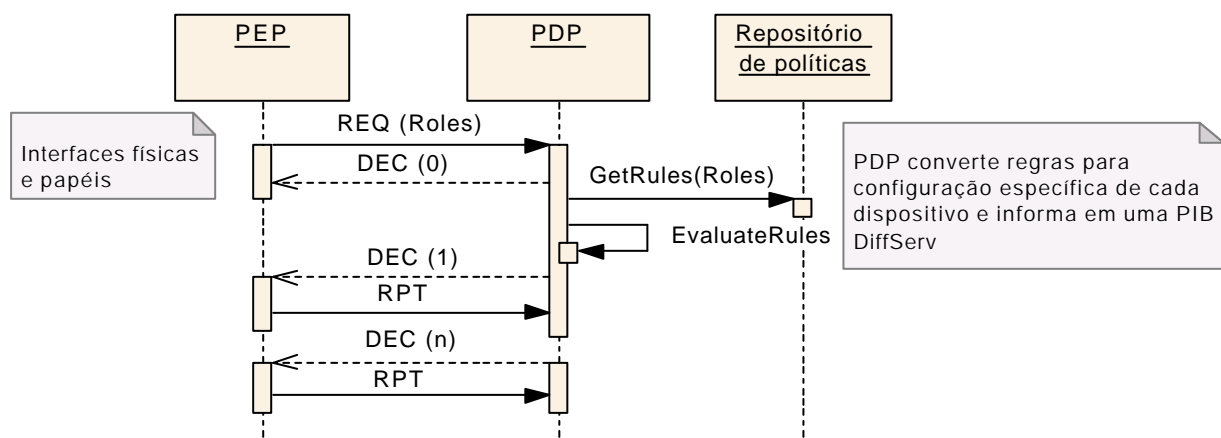 PEP
PDP
Repositório
de políticas
Interfaces físicas
e papéis
REQ (Roles)
DEC (0)
GetRules(Roles)
EvaluateRules
DEC (1)
RPT
DEC (n)
RPT
PDP converte regras para
configuração específica de cada
dispositivo e informa em uma PIB
DiffServ